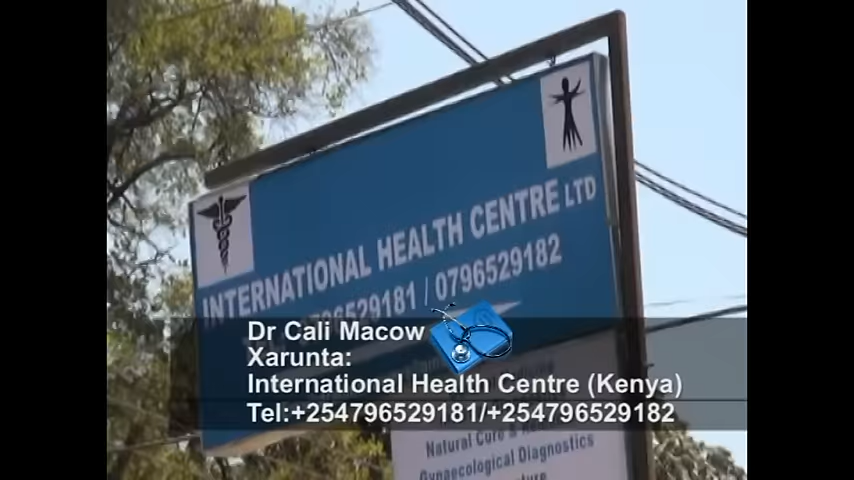 INTERNATIONAL HEALTH CENTRE LTD
0796529181 / 0796529182
Dr Cali Macow
Xarunta:
International Health Centre (Kenya)
Tel:+254796529181/+254796529182
Natural Cure &
Gynaecological Diagnostics